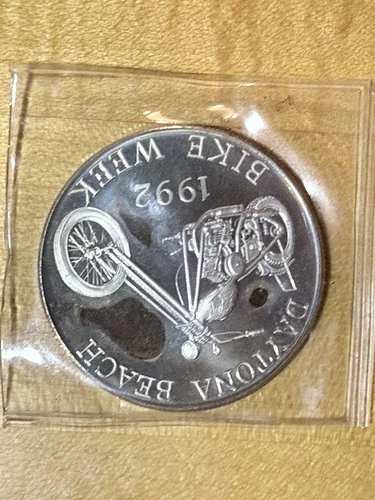 DAYTONA BEACH
1992
BIKE WEEK